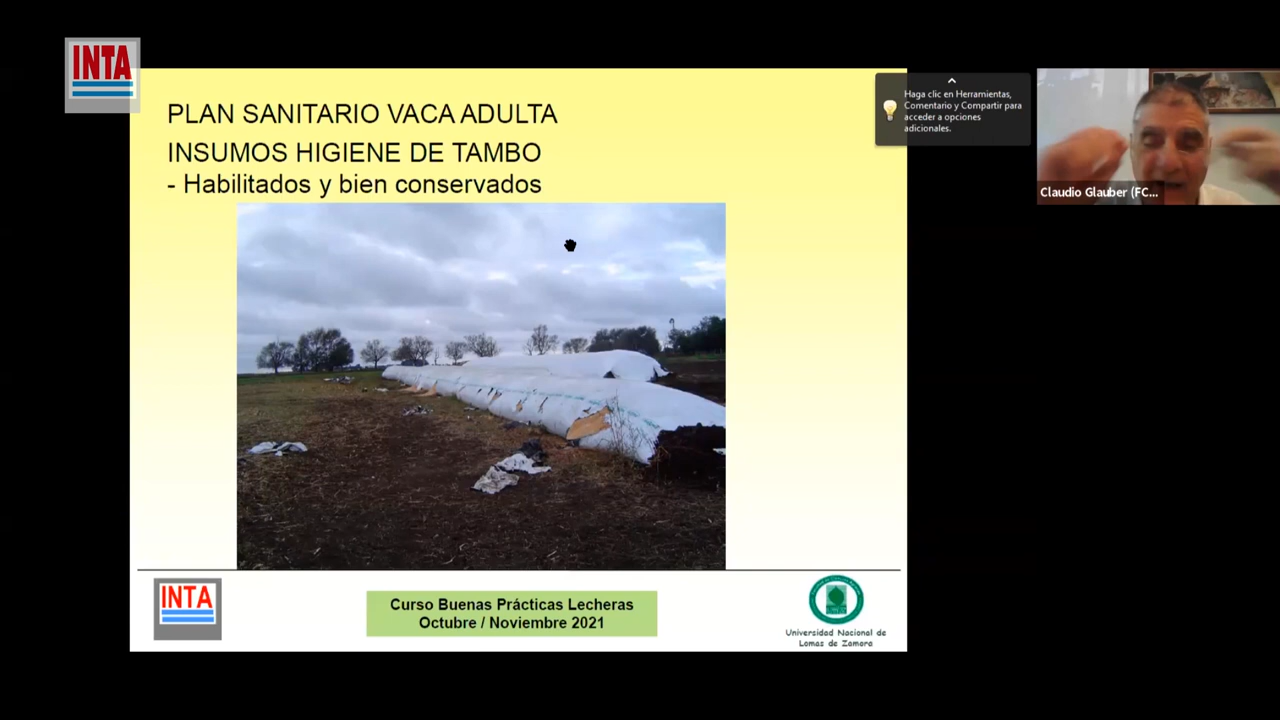 INTA
PLAN SANITARIO VACA ADULTA
INSUMOS HIGIENE DE TAMBO
- Habilitados y bien conservados
Haga clic en Herramientas,
Comentario y Compartir para
acceder a opciones
adicionales.
Claudio Glauber (FC...
INTA
Curso Buenas Prácticas Lecheras
Octubre / Noviembre 2021
Universidad Nacional de
Lomas de Zamora